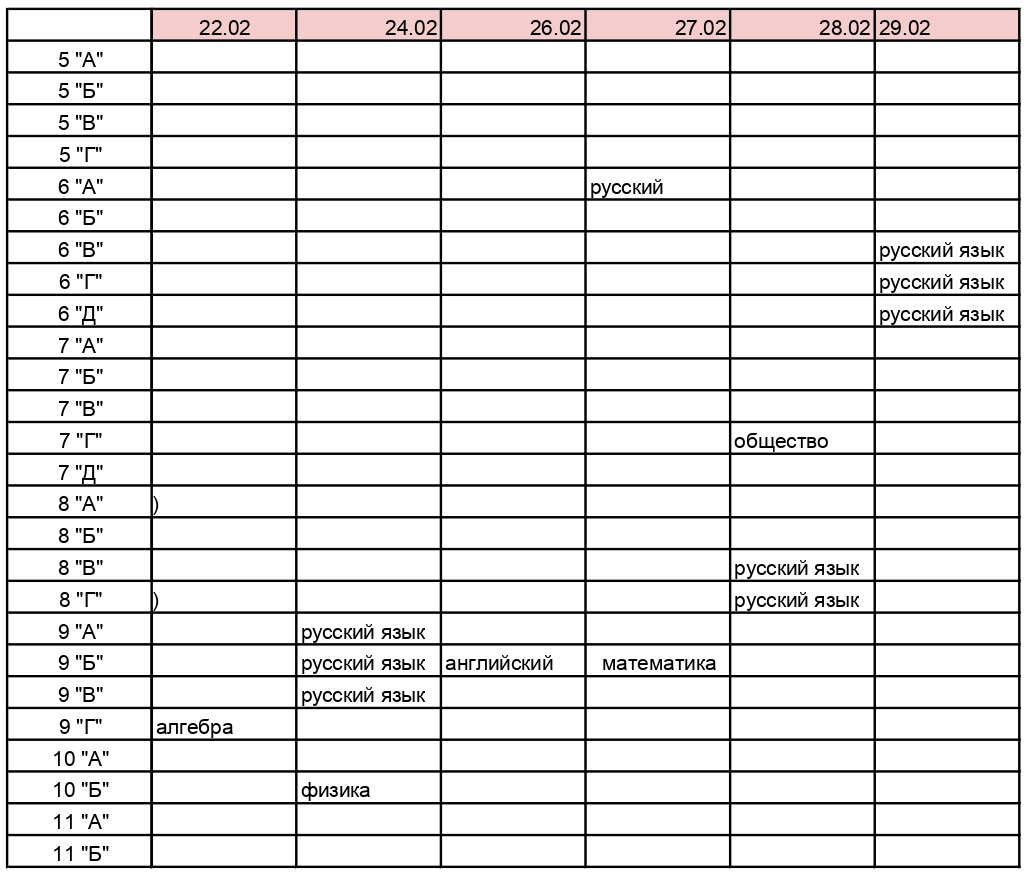 22.02 24.02 26.02 27.02 28.02 29.02
5 "А"
5 "Б"
5 "В"
5 "Г"
6 "А" русский
6 "Б"
6 "В" русский язык
6 "Г" русский язык
6 "Д" русский язык
7 "А"
7 "Б"
7 "В"
7 "Г" общество
7 "Д"
8 "А" )
8 "Б"
8 "В" русский язык
8 "Г" ) русский язык
9 "А" русский язык
9 "Б" русский язык английский математика
9 "В" русский язык
9 "Г" алгебра
10 "А"
10 "Б" физика
11 "А"
11 "Б"